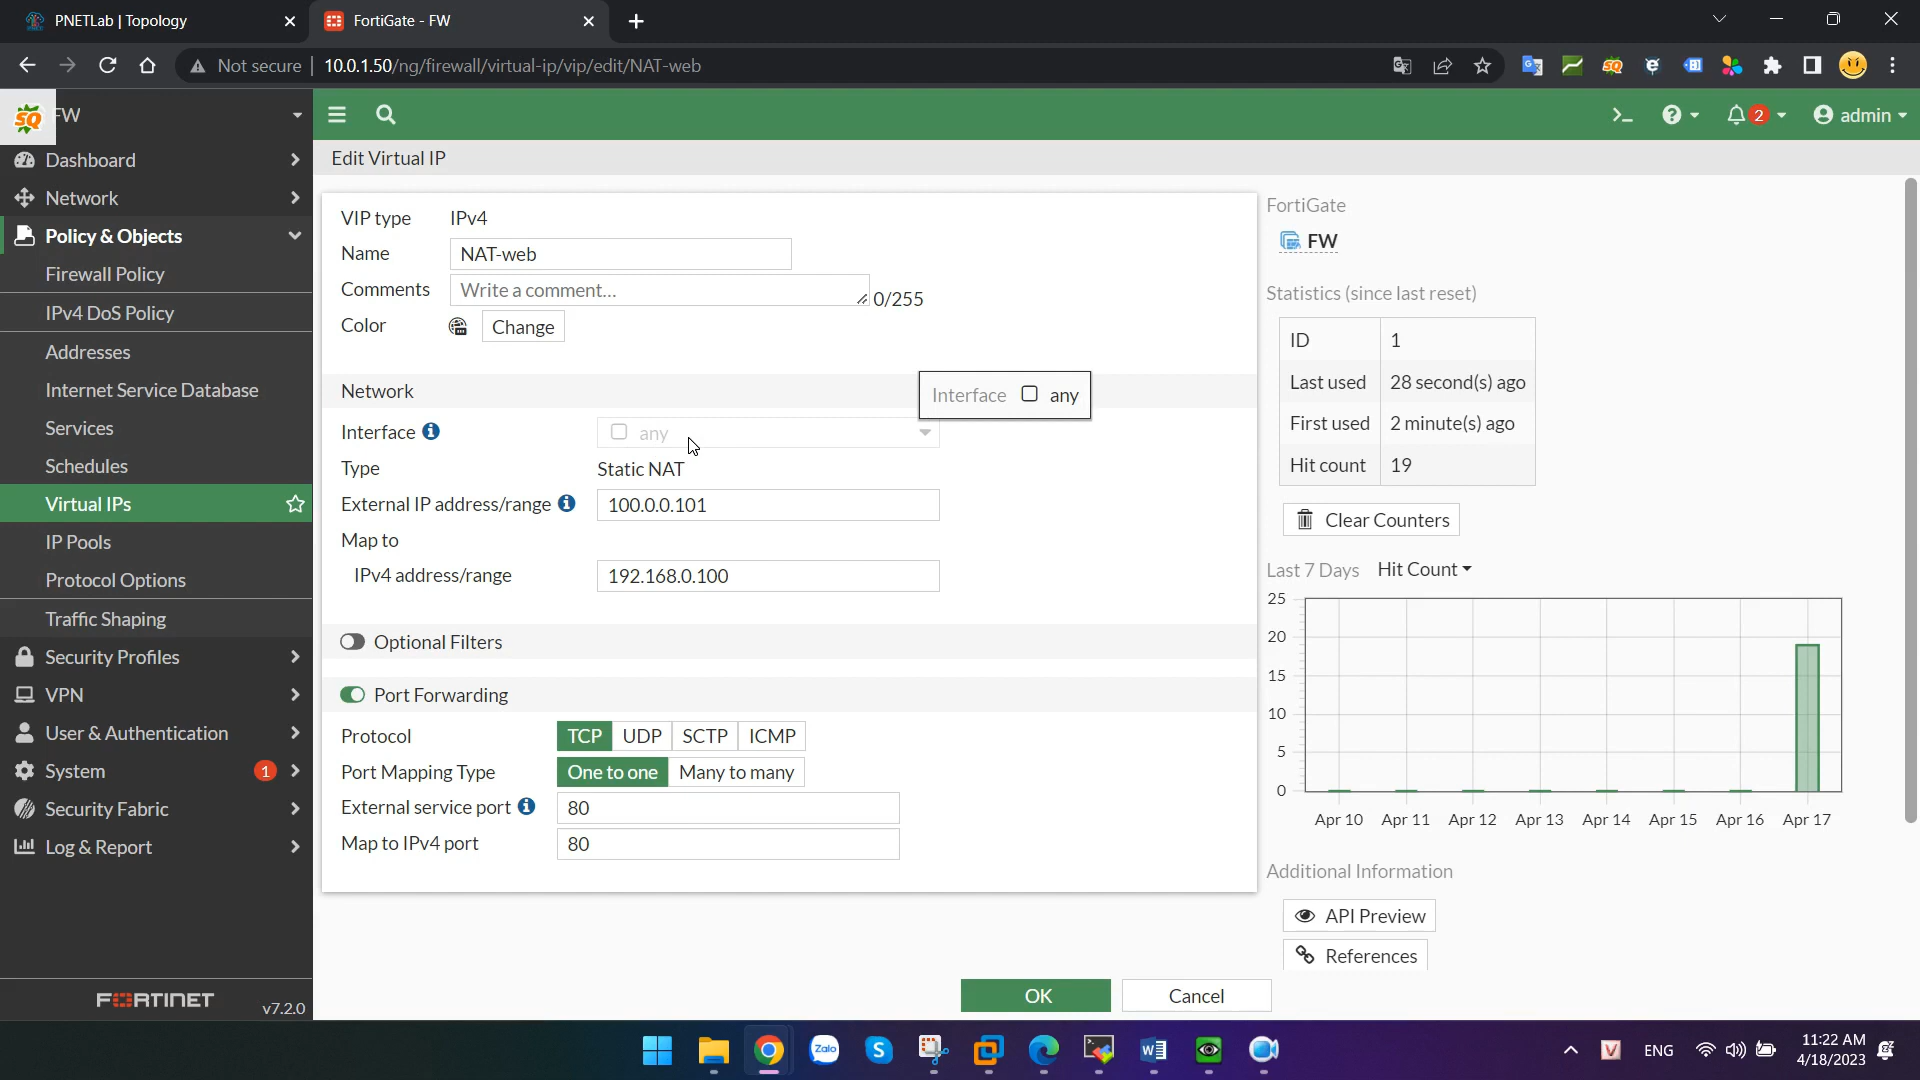 PNETLab | Topology
FortiGate - FW
Not secure
10.0.1.50/ng/firewall/virtual-ip/vip/edit/NAT-web
SQ
FW
2
admin
Dashboard
Network
Policy & Objects
Firewall Policy
IPv4 DoS Policy
Addresses
Internet Service Database
Services
Schedules
Virtual IPs
IP Pools
Protocol Options
Traffic Shaping
Security Profiles
VPN
User & Authentication
System
1
Security Fabric
Log & Report
FORTINET
v7.2.0
Edit Virtual IP
VIP type IPv4
Name NAT-web
Comments Write a comment... 0/255
Color Change
Network
Interface any
Interface any
Type Static NAT
External IP address/range 100.0.0.101
Map to
IPv4 address/range 192.168.0.100
Optional Filters
Port Forwarding
Protocol TCP UDP SCTP ICMP
Port Mapping Type One to one Many to many
External service port 80
Map to IPv4 port 80
OK
Cancel
FortiGate
FW
Statistics (since last reset)
ID 1
Last used 28 second(s) ago
First used 2 minute(s) ago
Hit count 19
Clear Counters
Last 7 Days Hit Count
25
20
15
10
5
0
Apr 10 Apr 11 Apr 12 Apr 13 Apr 14 Apr 15 Apr 16 Apr 17
Additional Information
API Preview
References
Zalo
S
V
ENG
11:22 AM
4/18/2023